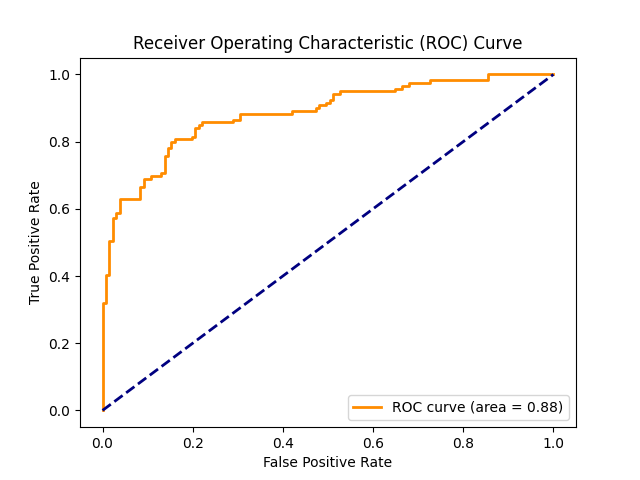 Receiver Operating Characteristic (ROC) Curve
1.0
0.8
0.6
0.4
0.2
0.0
True Positive Rate
ROC curve (area = 0.88)
0.0 0.2 0.4 0.6 0.8 1.0
False Positive Rate